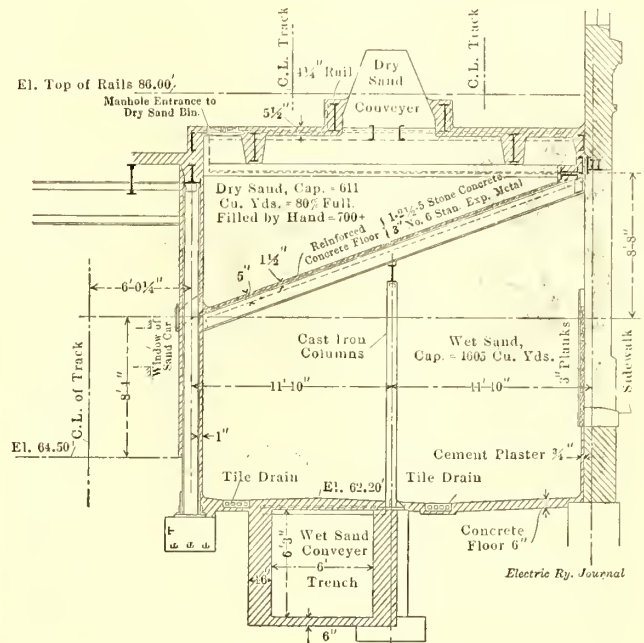 C.L. Track
4¼" Rail
Dry
Sand
Conveyer
C.L. Track
El. Top of Rails 86.00'
Manhole Entrance to
Dry Sand Bin.
5½"
Dry Sand, Cap. = 611
Cu. Yds. = 80% Full.
Filled by Hand = 700+
Reinforced
Concrete Floor
1-2½-5 Stone Concrete
3" No. 6 Stan. Exp. Metal
1½"
5"
8'-8"
6'-0¼"
Window of
Sand Car
C.L. of Track
8'-4"
Cast Iron
Columns
Wet Sand,
Cap. = 1605 Cu. Yds.
3" Planks
Sidewalk
11'-10"
11'-10"
El. 64.50'
1"
Cement Plaster ¾"
Tile Drain
El. 62.20'
Tile Drain
Wet Sand
Conveyer
6'
Trench
6'-3"
16"
6"
Concrete
Floor 6"
Electric Ry. Journal